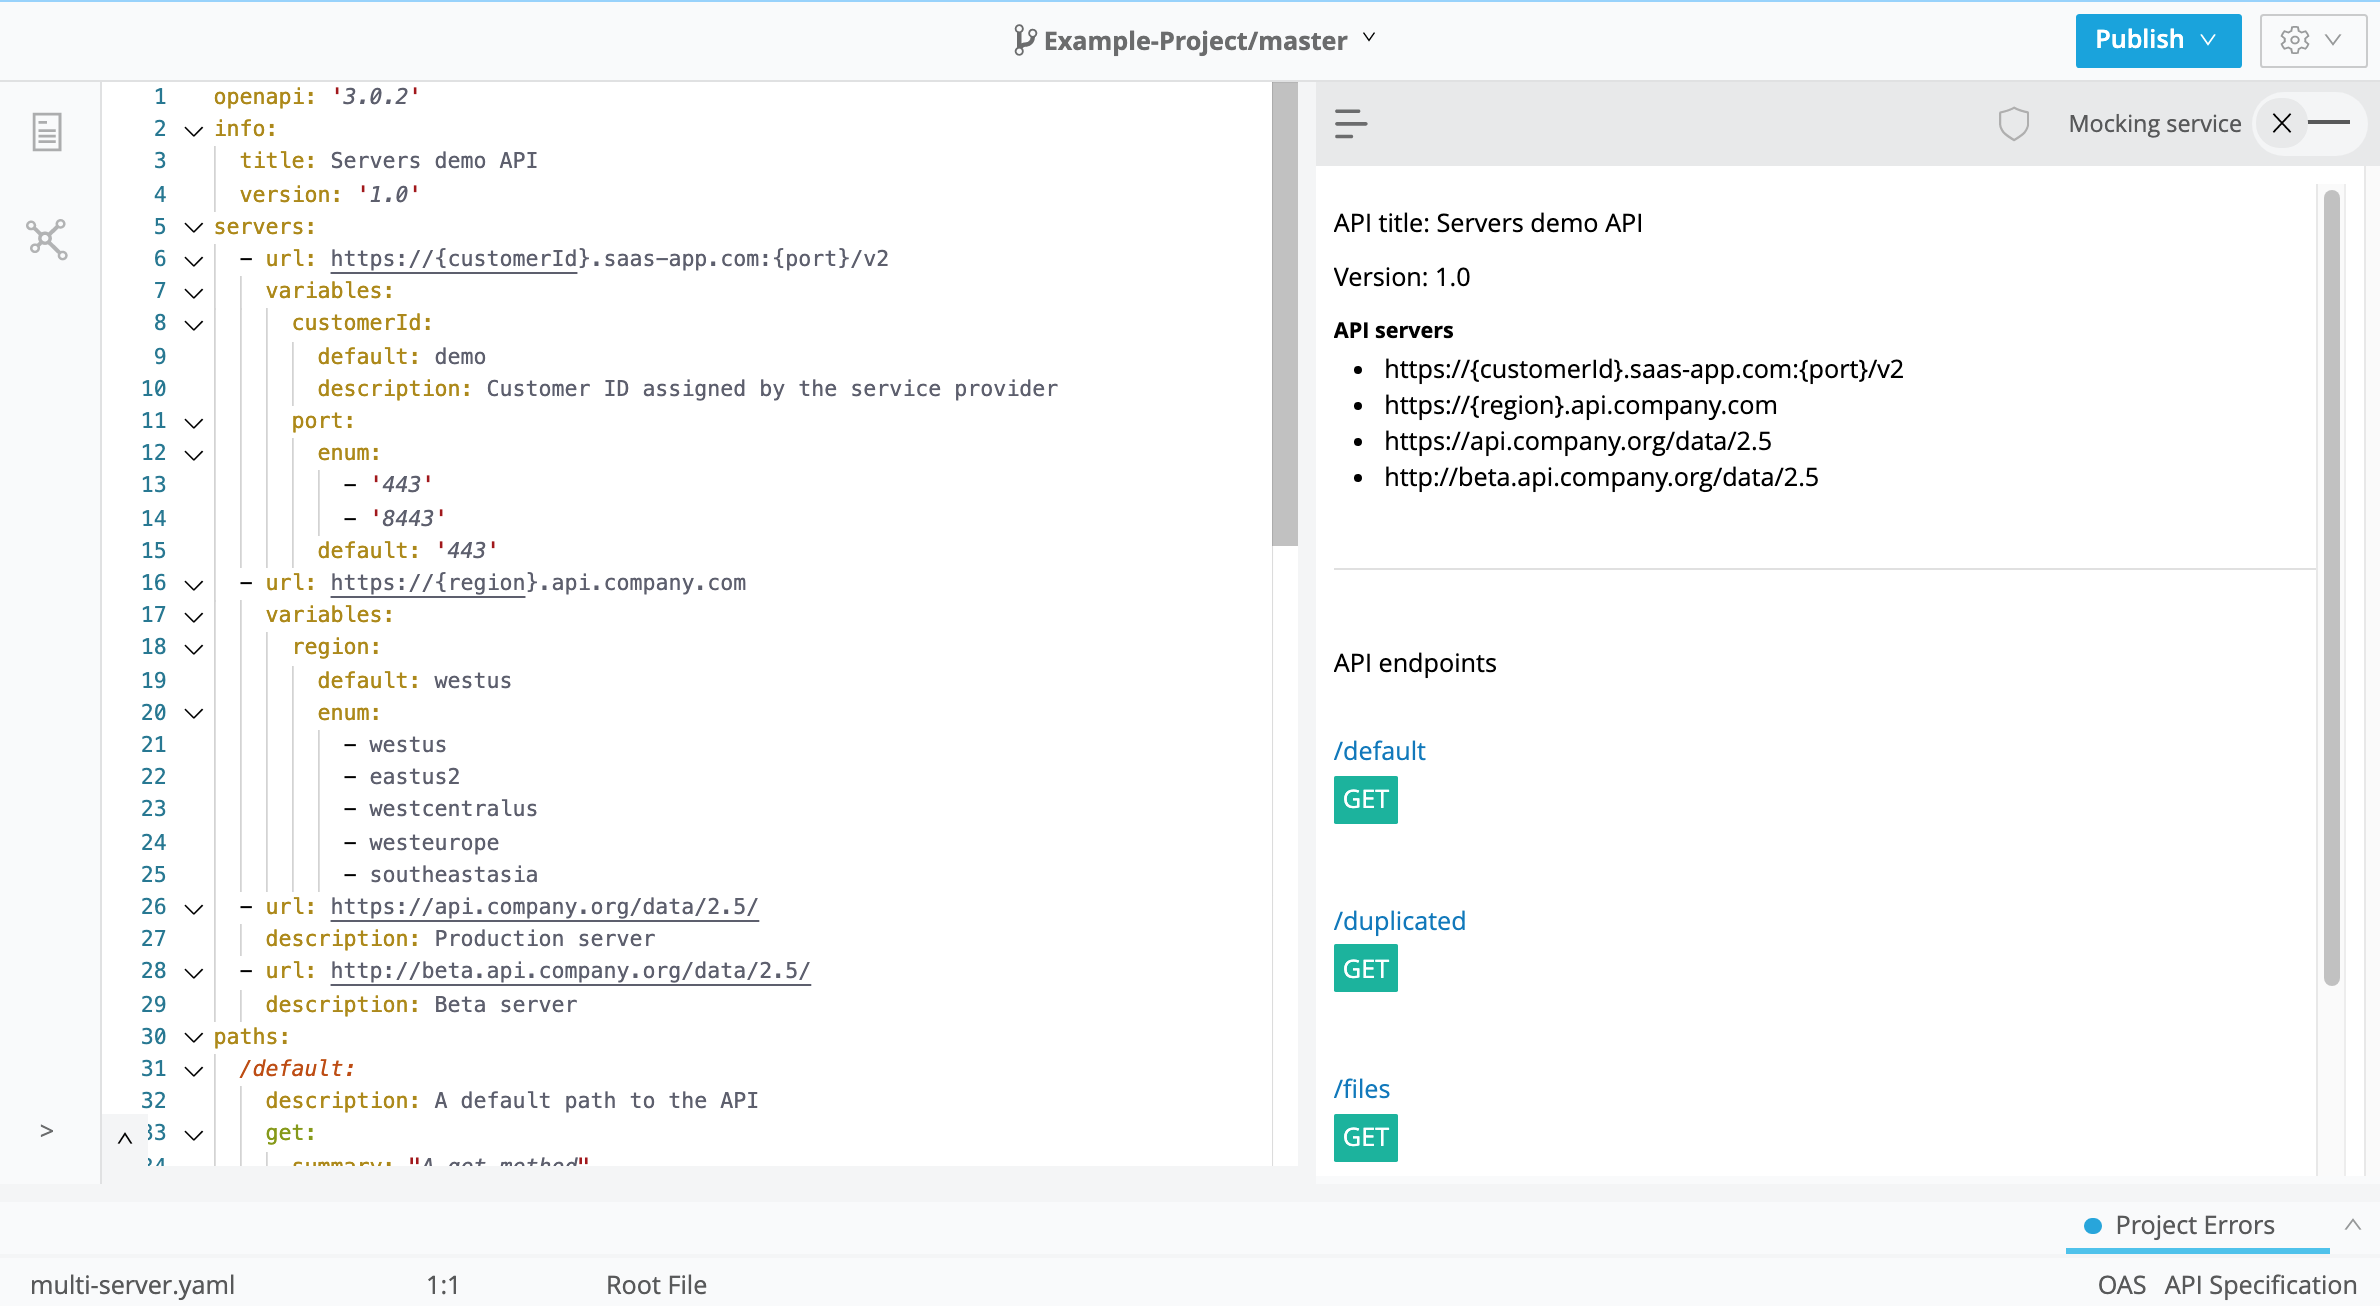 Example-Project/master
Publish
1 openapi: '3.0.2'
2 info:
3 title: Servers demo API
4 version: '1.0'
5 servers:
6 - url: https://{customerId}.saas-app.com:{port}/v2
7 variables:
8 customerId:
9 default: demo
10 description: Customer ID assigned by the service provider
11 port:
12 enum:
13 - '443'
14 - '8443'
15 default: '443'
16 - url: https://{region}.api.company.com
17 variables:
18 region:
19 default: westus
20 enum:
21 - westus
22 - eastus2
23 - westcentralus
24 - westeurope
25 - southeastasia
26 - url: https://api.company.org/data/2.5/
27 description: Production server
28 - url: http://beta.api.company.org/data/2.5/
29 description: Beta server
30 paths:
31 /default:
32 description: A default path to the API
33 get:
34 summary: "A get method"
Mocking service
API title: Servers demo API
Version: 1.0
API servers
• https://{customerId}.saas-app.com:{port}/v2
• https://{region}.api.company.com
• https://api.company.org/data/2.5
• http://beta.api.company.org/data/2.5
API endpoints
/default
GET
/duplicated
GET
/files
GET
Project Errors
multi-server.yaml 1:1 Root File OAS API Specification